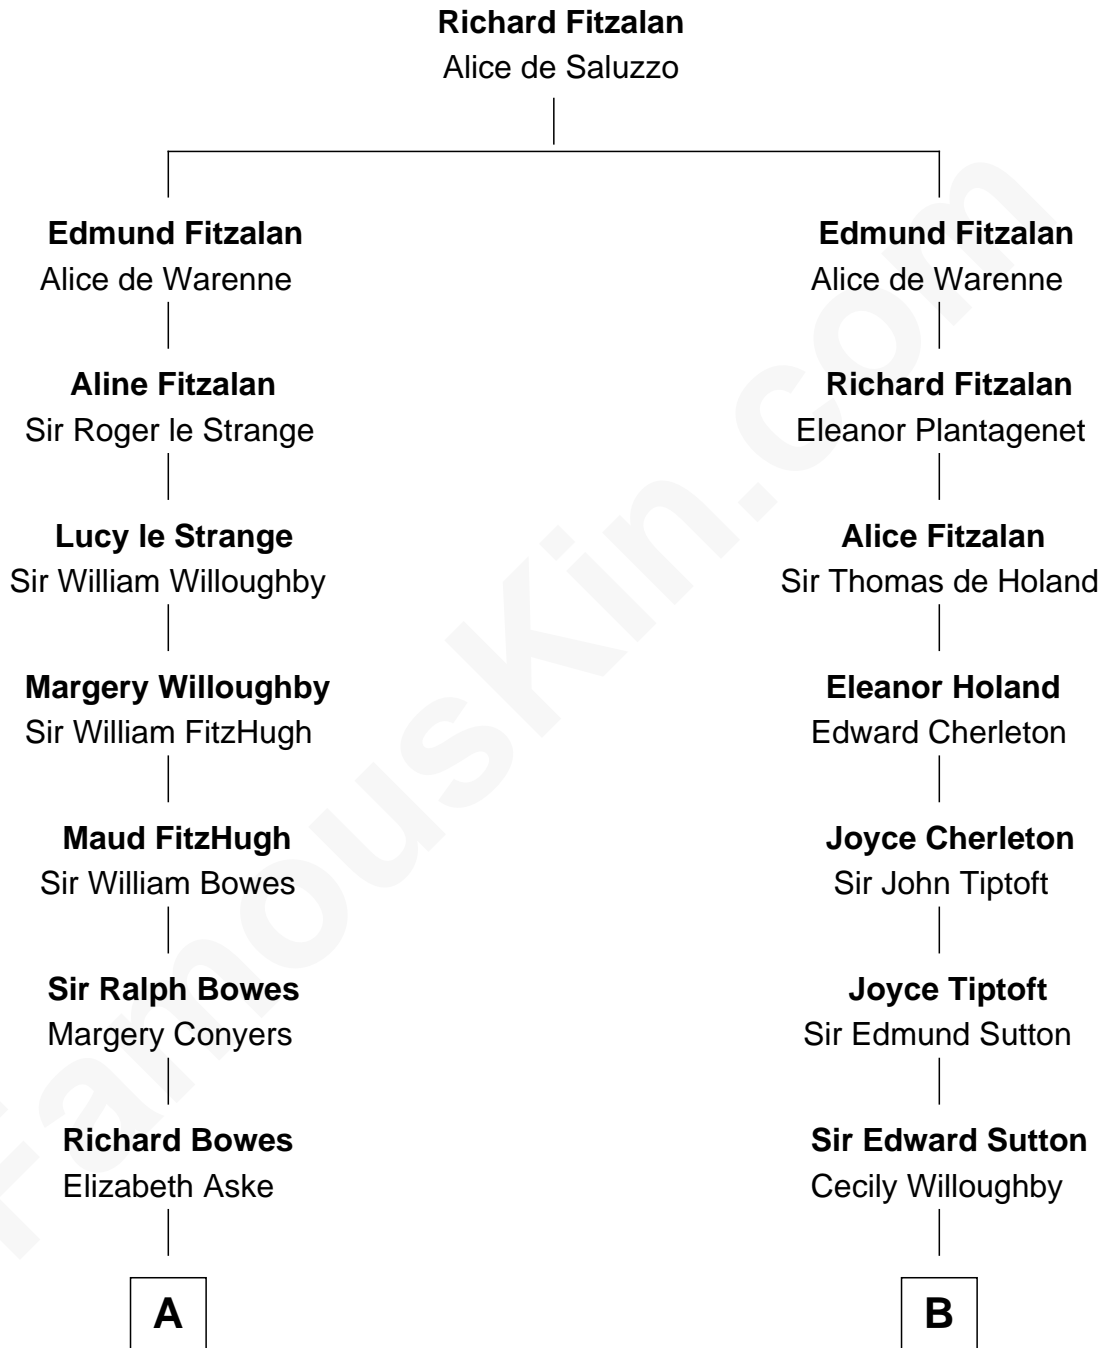 Richard Fitzalan
Alice de Saluzzo
Edmund Fitzalan
Alice de Warenne
Aline Fitzalan
Sir Roger le Strange
Lucy le Strange
Sir William Willoughby
Margery Willoughby
Sir William FitzHugh
Maud FitzHugh
Sir William Bowes
Sir Ralph Bowes
Margery Conyers
Richard Bowes
Elizabeth Aske
A
Edmund Fitzalan
Alice de Warenne
Richard Fitzalan
Eleanor Plantagenet
Alice Fitzalan
Sir Thomas de Holand
Eleanor Holand
Edward Cherleton
Joyce Cherleton
Sir John Tiptoft
Joyce Tiptoft
Sir Edmund Sutton
Sir Edward Sutton
Cecily Willoughby
B
FamousKin.com